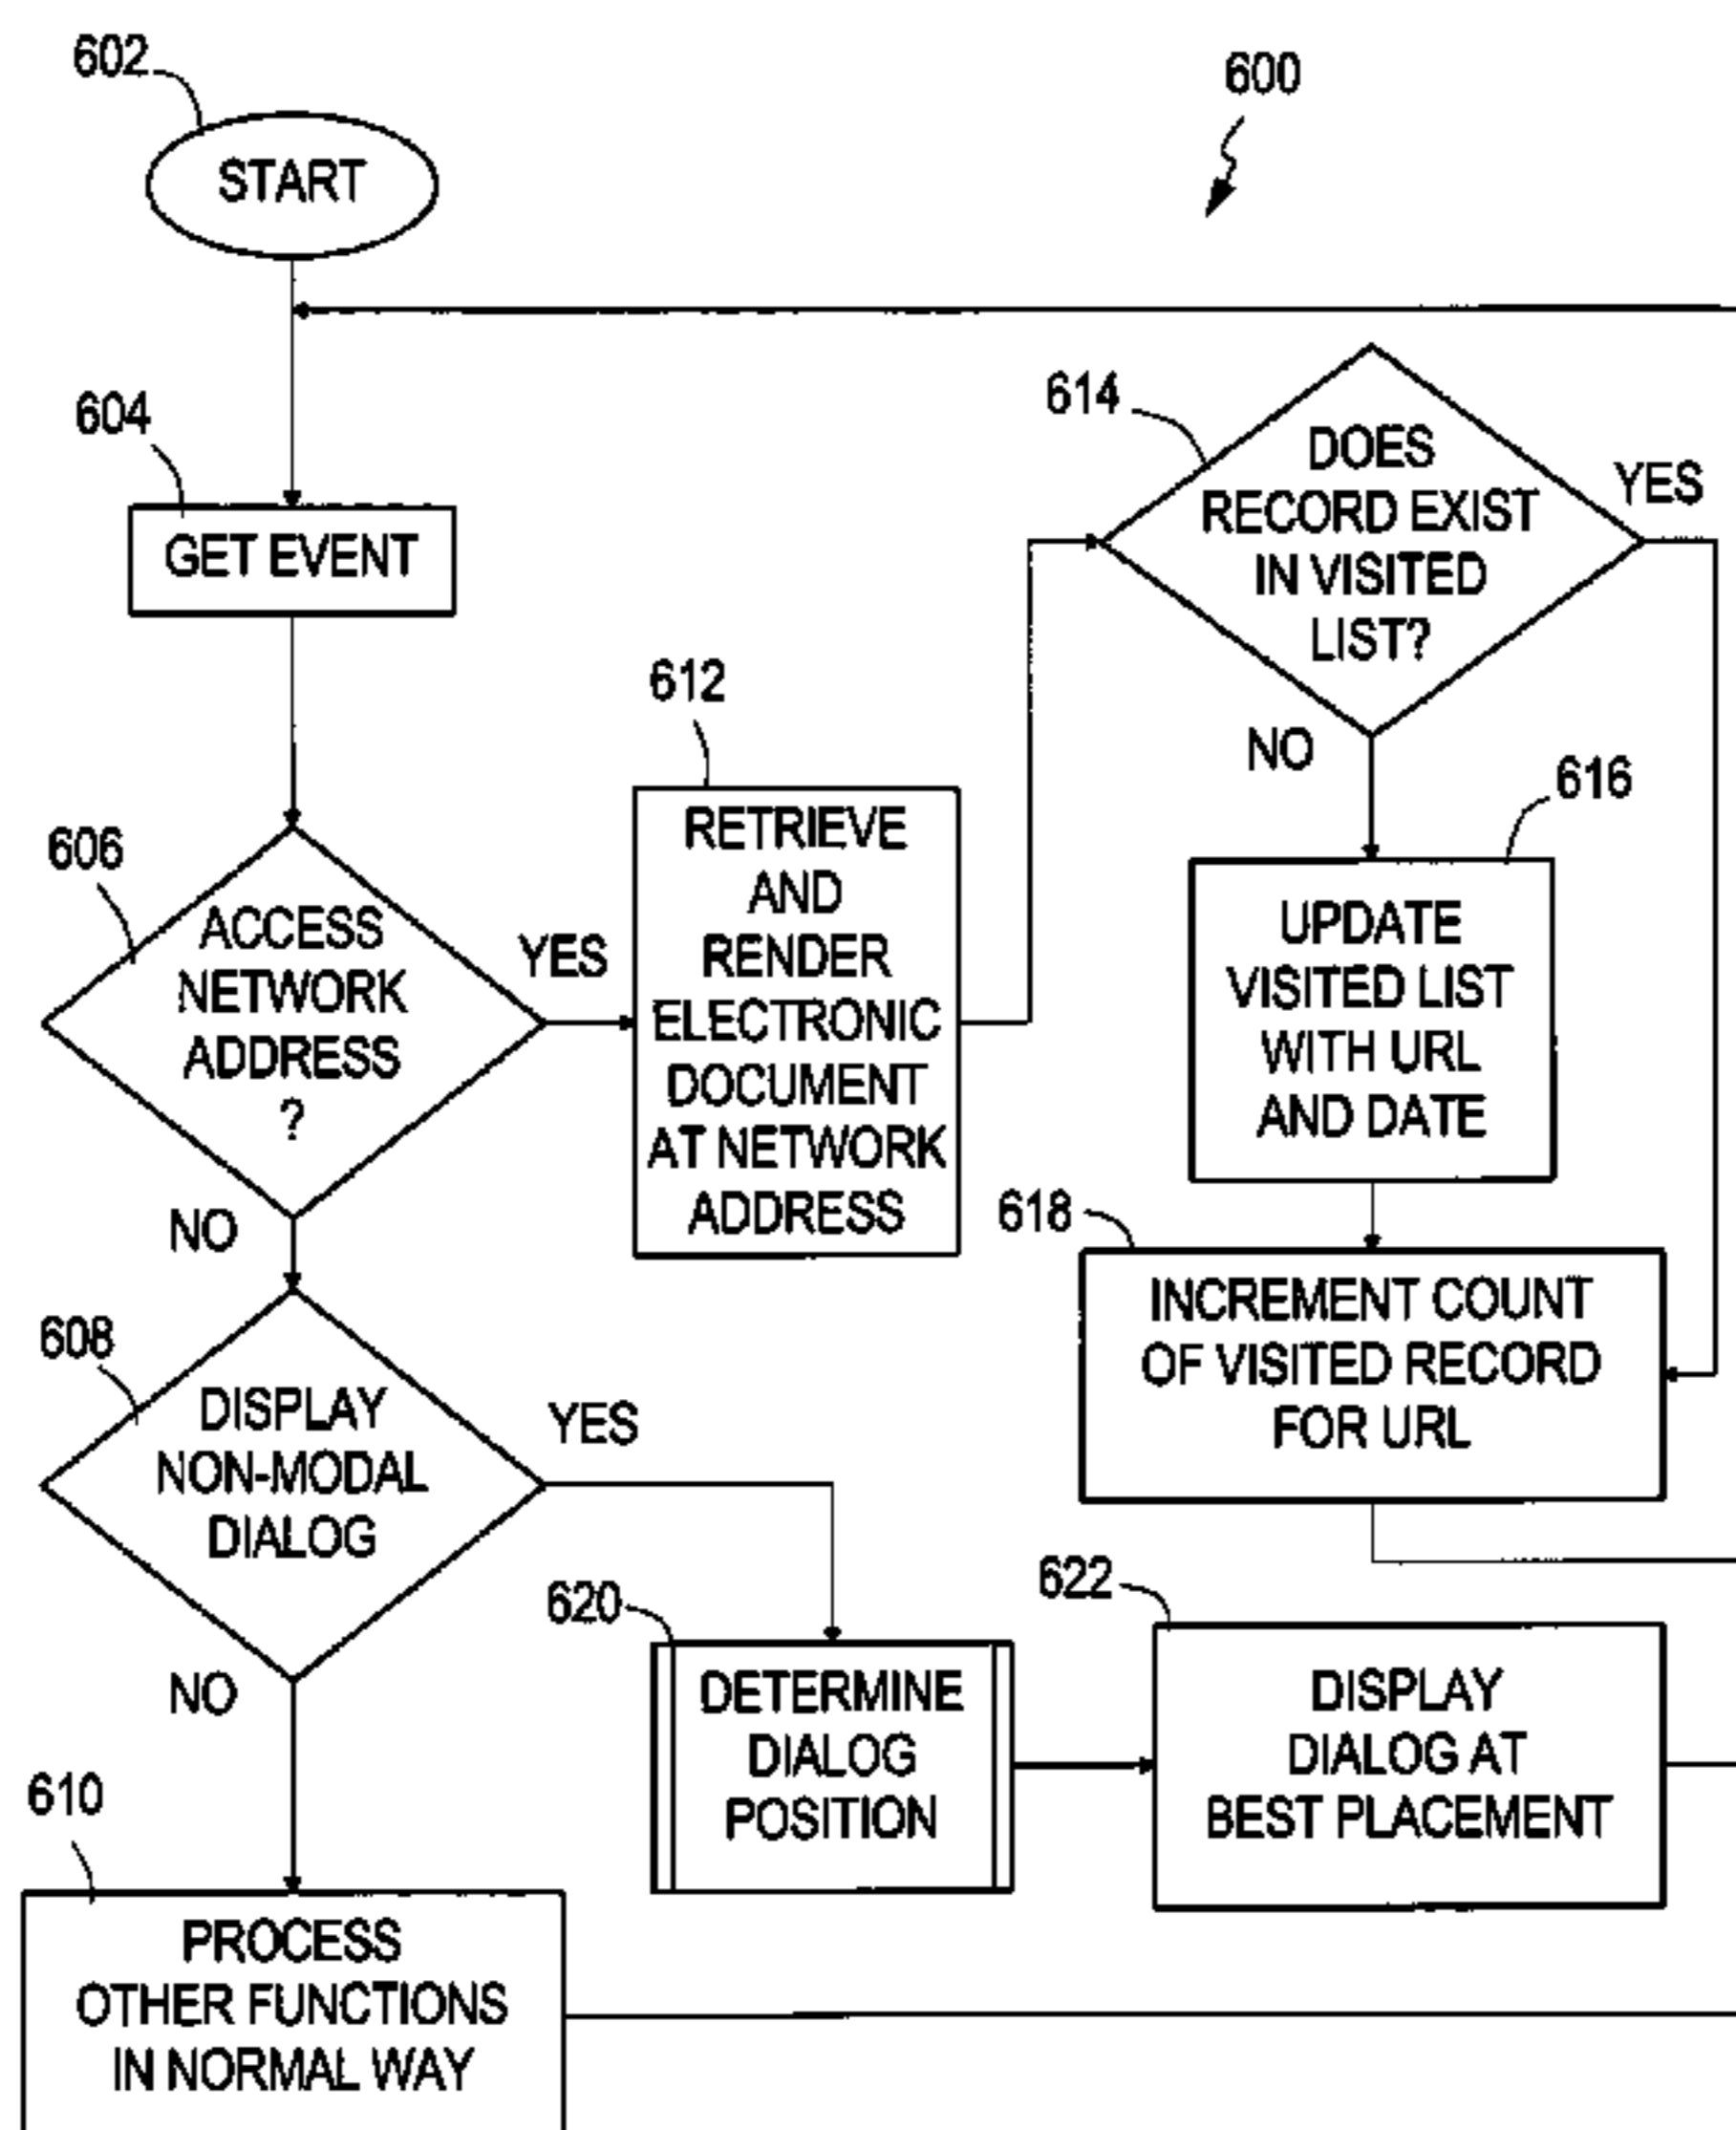 602
START
600
604
GET EVENT
606
ACCESS
NETWORK
ADDRESS
?
YES
NO
612
RETRIEVE
AND
RENDER
ELECTRONIC
DOCUMENT
AT NETWORK
ADDRESS
614
DOES
RECORD EXIST
IN VISITED
LIST?
YES
NO
616
UPDATE
VISITED LIST
WITH URL
AND DATE
618
INCREMENT COUNT
OF VISITED RECORD
FOR URL
608
DISPLAY
NON-MODAL
DIALOG
YES
NO
620
DETERMINE
DIALOG
POSITION
622
DISPLAY
DIALOG AT
BEST PLACEMENT
610
PROCESS
OTHER FUNCTIONS
IN NORMAL WAY